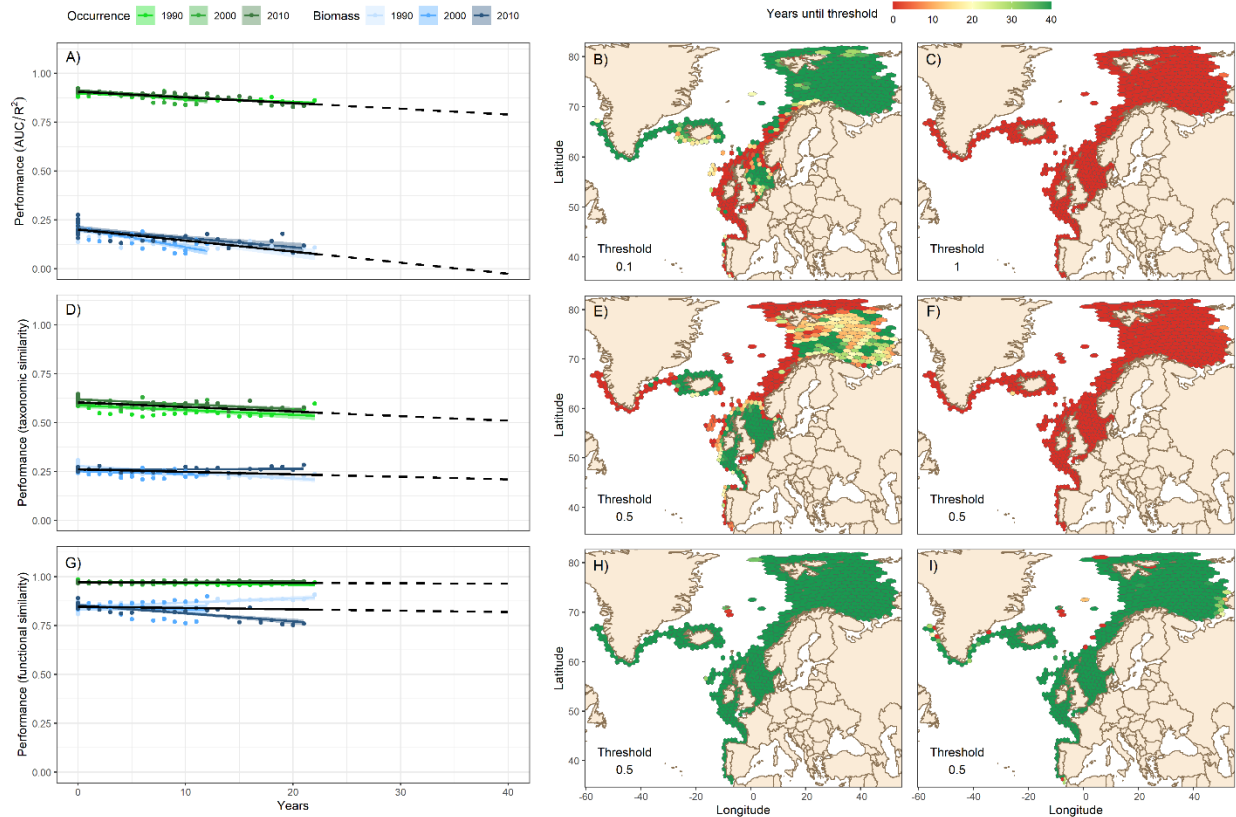 Occurrence 1990 2000 2010 Biomass 1990 2000 2010
Years until threshold
0 10 20 30 40
A)
Performance (AUC/R²)
1.00
0.75
0.50
0.25
0.00
B)
Latitude
80
70
60
50
40
Threshold
0.1
C)
Threshold
1
D)
Performance (taxonomic similarity)
1.00
0.75
0.50
0.25
0.00
E)
Latitude
80
70
60
50
40
Threshold
0.5
F)
Threshold
0.5
G)
Performance (functional similarity)
1.00
0.75
0.50
0.25
0.00
0 10 20 30 40
Years
H)
Latitude
80
70
60
50
40
Threshold
0.5
-60 -40 -20 0 20 40
Longitude
I)
Threshold
0.5
-60 -40 -20 0 20 40
Longitude